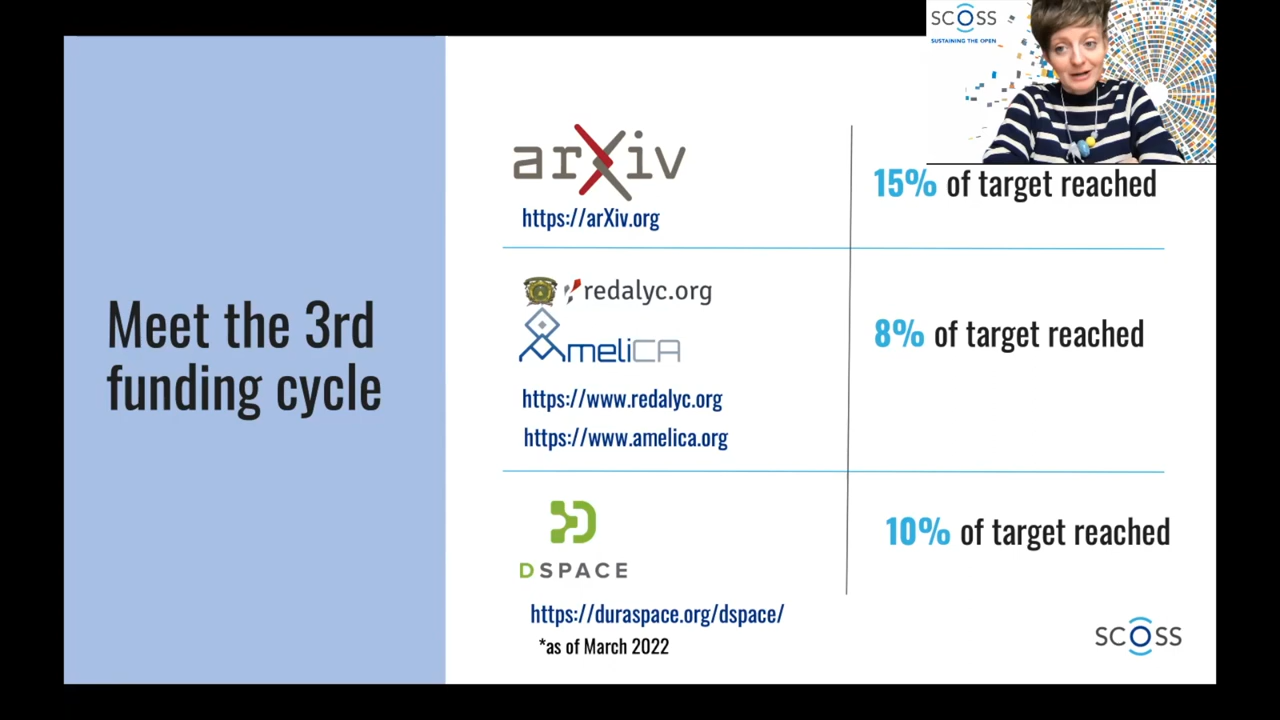 SCOSS
SUSTAINING THE OPEN
Meet the 3rd
funding cycle
arXiv
https://arXiv.org
15% of target reached
redalyc.org
AmeliCA
https://www.redalyc.org
https://www.amelica.org
8% of target reached
DSPACE
https://duraspace.org/dspace/
10% of target reached
*as of March 2022
SCOSS